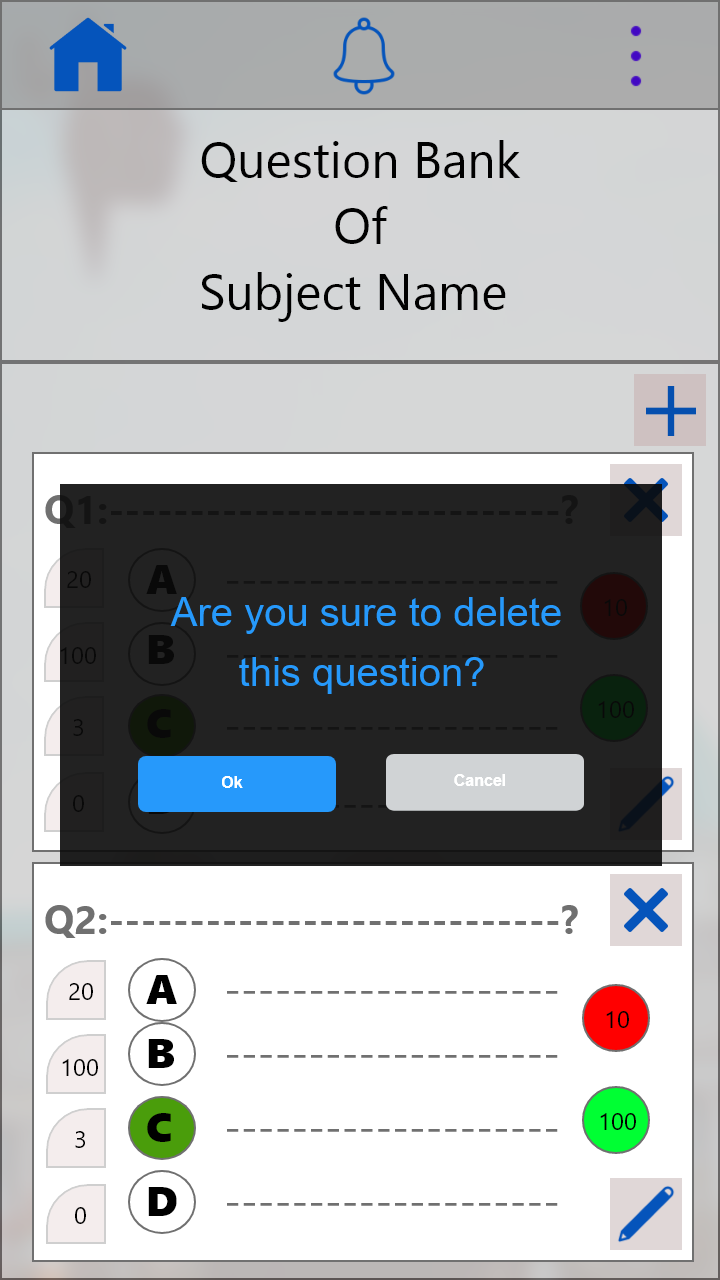 Question Bank
Of
Subject Name
Q1:----------------------------?
20 A --------------------
10
100 B --------------------
Are you sure to delete
this question?
3 C --------------------
100
0
Ok Cancel
Q2:----------------------------?
20 A --------------------
10
100 B --------------------
3 C --------------------
100
0 D --------------------